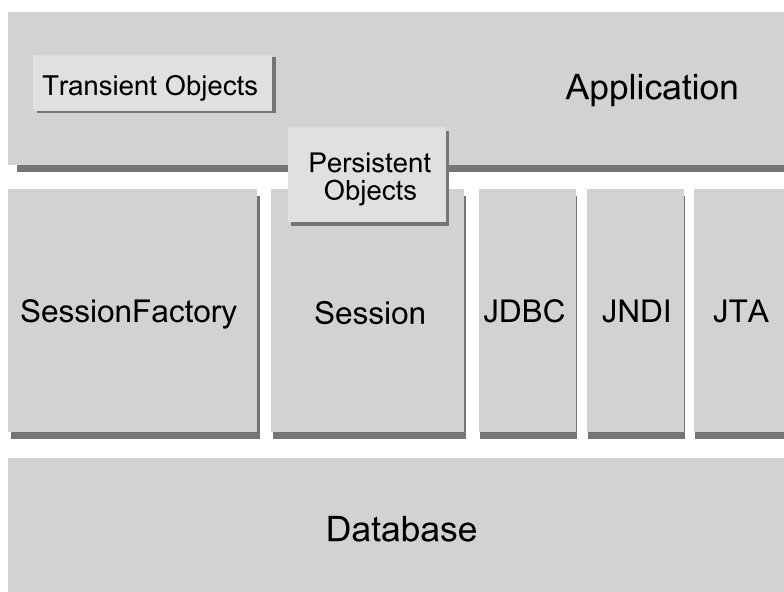 Transient Objects
Application
Persistent
Objects
SessionFactory
Session
JDBC
JNDI
JTA
Database